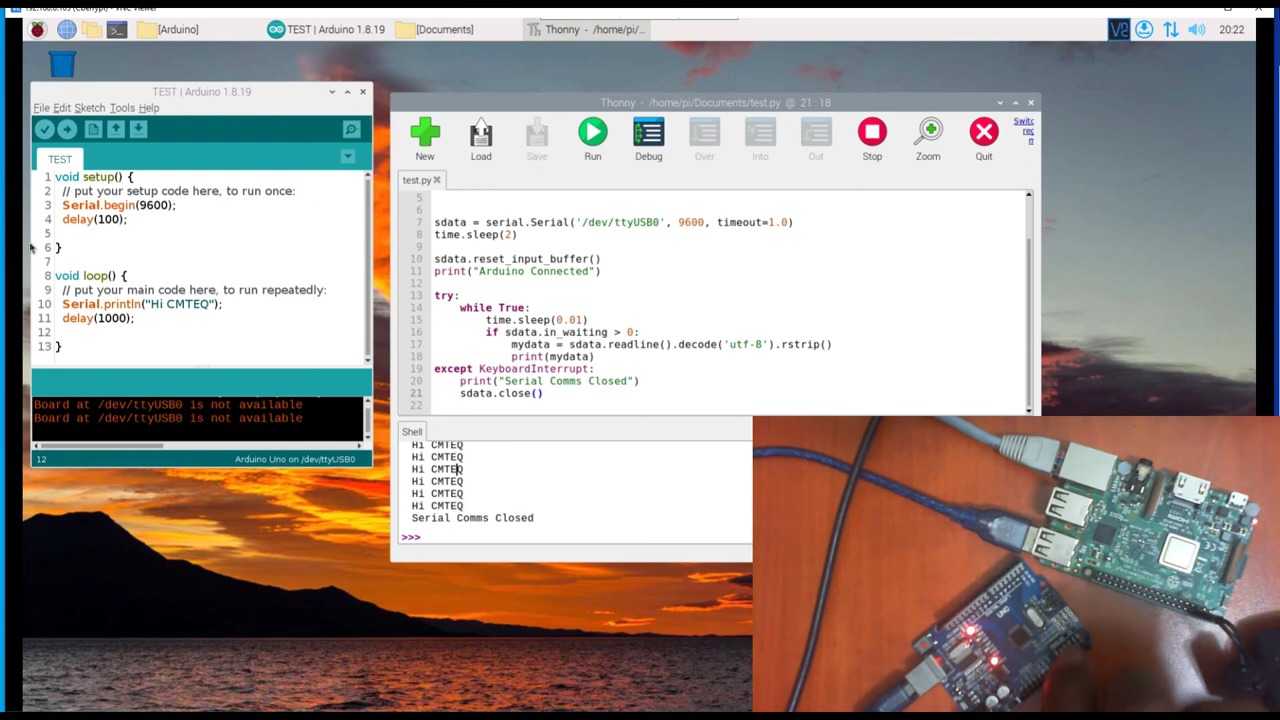 [Arduino]
TEST | Arduino 1.8.19
[Documents]
Thonny - /home/pi/...
20:22
TEST | Arduino 1.8.19
File Edit Sketch Tools Help
TEST
1 void setup() {
2 // put your setup code here, to run once:
3 Serial.begin(9600);
4 delay(100);
5
6 }
7
8 void loop() {
9 // put your main code here, to run repeatedly:
10 Serial.println("Hi CMTEQ");
11 delay(1000);
12
13 }
Board at /dev/ttyUSB0 is not available
Board at /dev/ttyUSB0 is not available
12
Arduino Uno on /dev/ttyUSB0
Thonny - /home/pi/Documents/test.py @ 21 : 18
New
Load
Save
Run
Debug
Over
Into
Out
Stop
Zoom
Quit
test.py
5
6
7 sdata = serial.Serial('/dev/ttyUSB0', 9600, timeout=1.0)
8 time.sleep(2)
9
10 sdata.reset_input_buffer()
11 print("Arduino Connected")
12
13 try:
14 while True:
15 time.sleep(0.01)
16 if sdata.in_waiting > 0:
17 mydata = sdata.readline().decode('utf-8').rstrip()
18 print(mydata)
19 except KeyboardInterrupt:
20 print("Serial Comms Closed")
21 sdata.close()
22
Shell
Hi CMTEQ
Hi CMTEQ
Hi CMTEQ
Hi CMTEQ
Hi CMTEQ
Hi CMTEQ
Serial Comms Closed
>>>
UNO